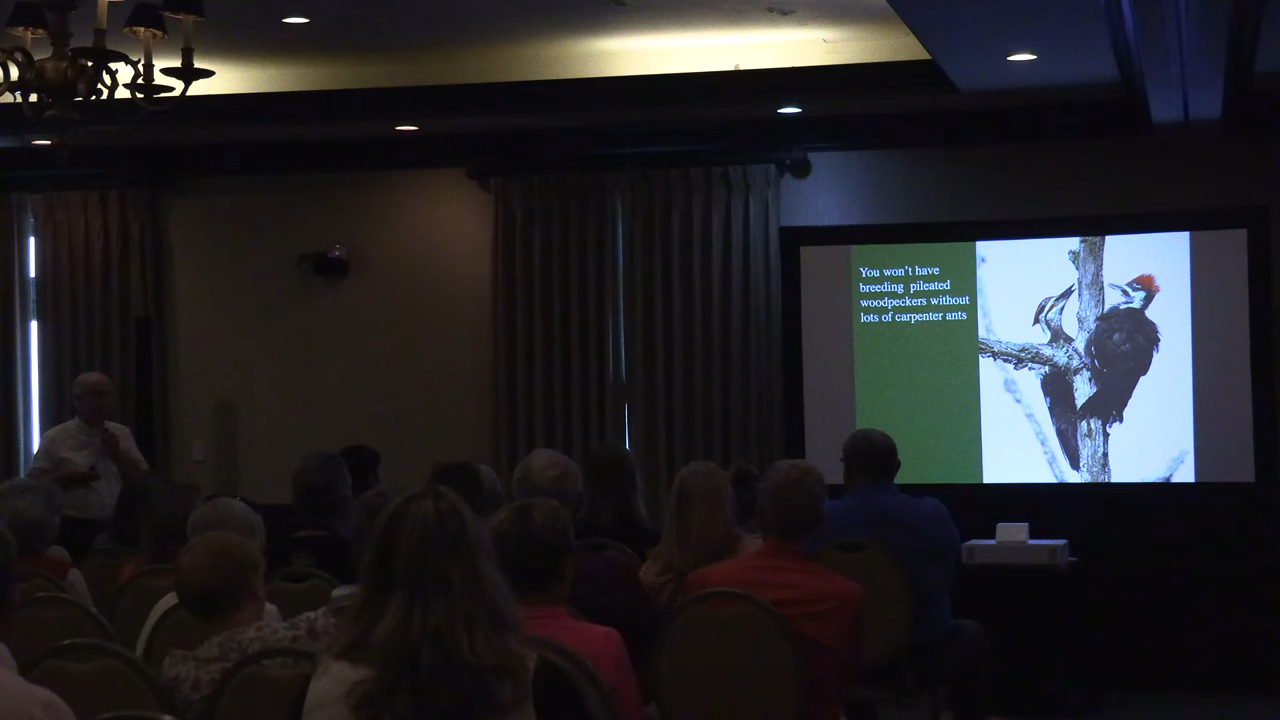 You won't have
breeding pileated
woodpeckers without
lots of carpenter ants